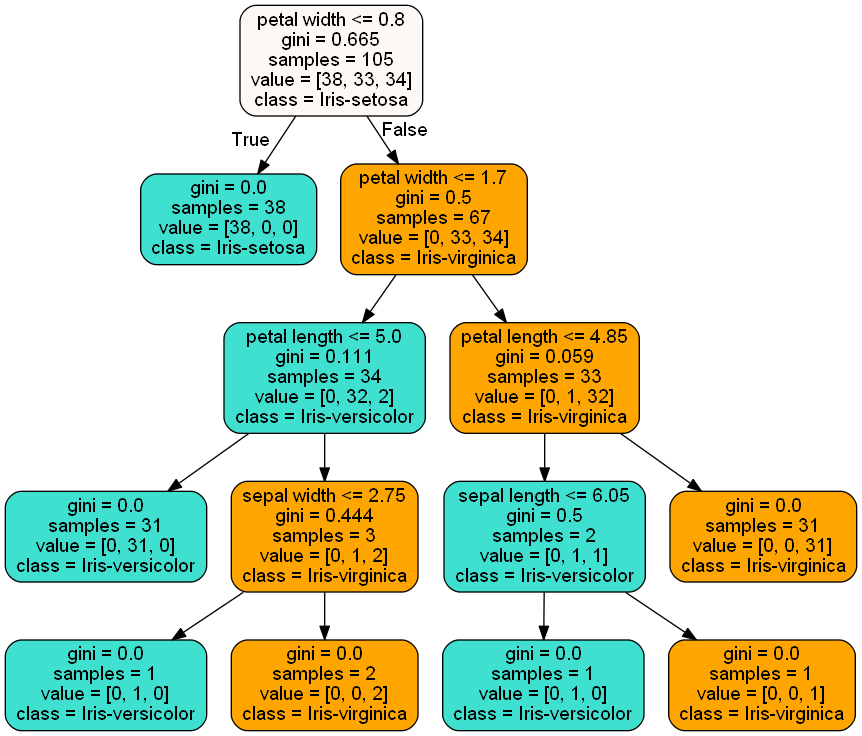 petal width <= 0.8
gini = 0.665
samples = 105
value = [38, 33, 34]
class = Iris-setosa
True
False
gini = 0.0
samples = 38
value = [38, 0, 0]
class = Iris-setosa
petal width <= 1.7
gini = 0.5
samples = 67
value = [0, 33, 34]
class = Iris-virginica
petal length <= 5.0
gini = 0.111
samples = 34
value = [0, 32, 2]
class = Iris-versicolor
petal length <= 4.85
gini = 0.059
samples = 33
value = [0, 1, 32]
class = Iris-virginica
gini = 0.0
samples = 31
value = [0, 31, 0]
class = Iris-versicolor
sepal width <= 2.75
gini = 0.444
samples = 3
value = [0, 1, 2]
class = Iris-virginica
sepal length <= 6.05
gini = 0.5
samples = 2
value = [0, 1, 1]
class = Iris-versicolor
gini = 0.0
samples = 31
value = [0, 0, 31]
class = Iris-virginica
gini = 0.0
samples = 1
value = [0, 1, 0]
class = Iris-versicolor
gini = 0.0
samples = 2
value = [0, 0, 2]
class = Iris-virginica
gini = 0.0
samples = 1
value = [0, 1, 0]
class = Iris-versicolor
gini = 0.0
samples = 1
value = [0, 0, 1]
class = Iris-virginica